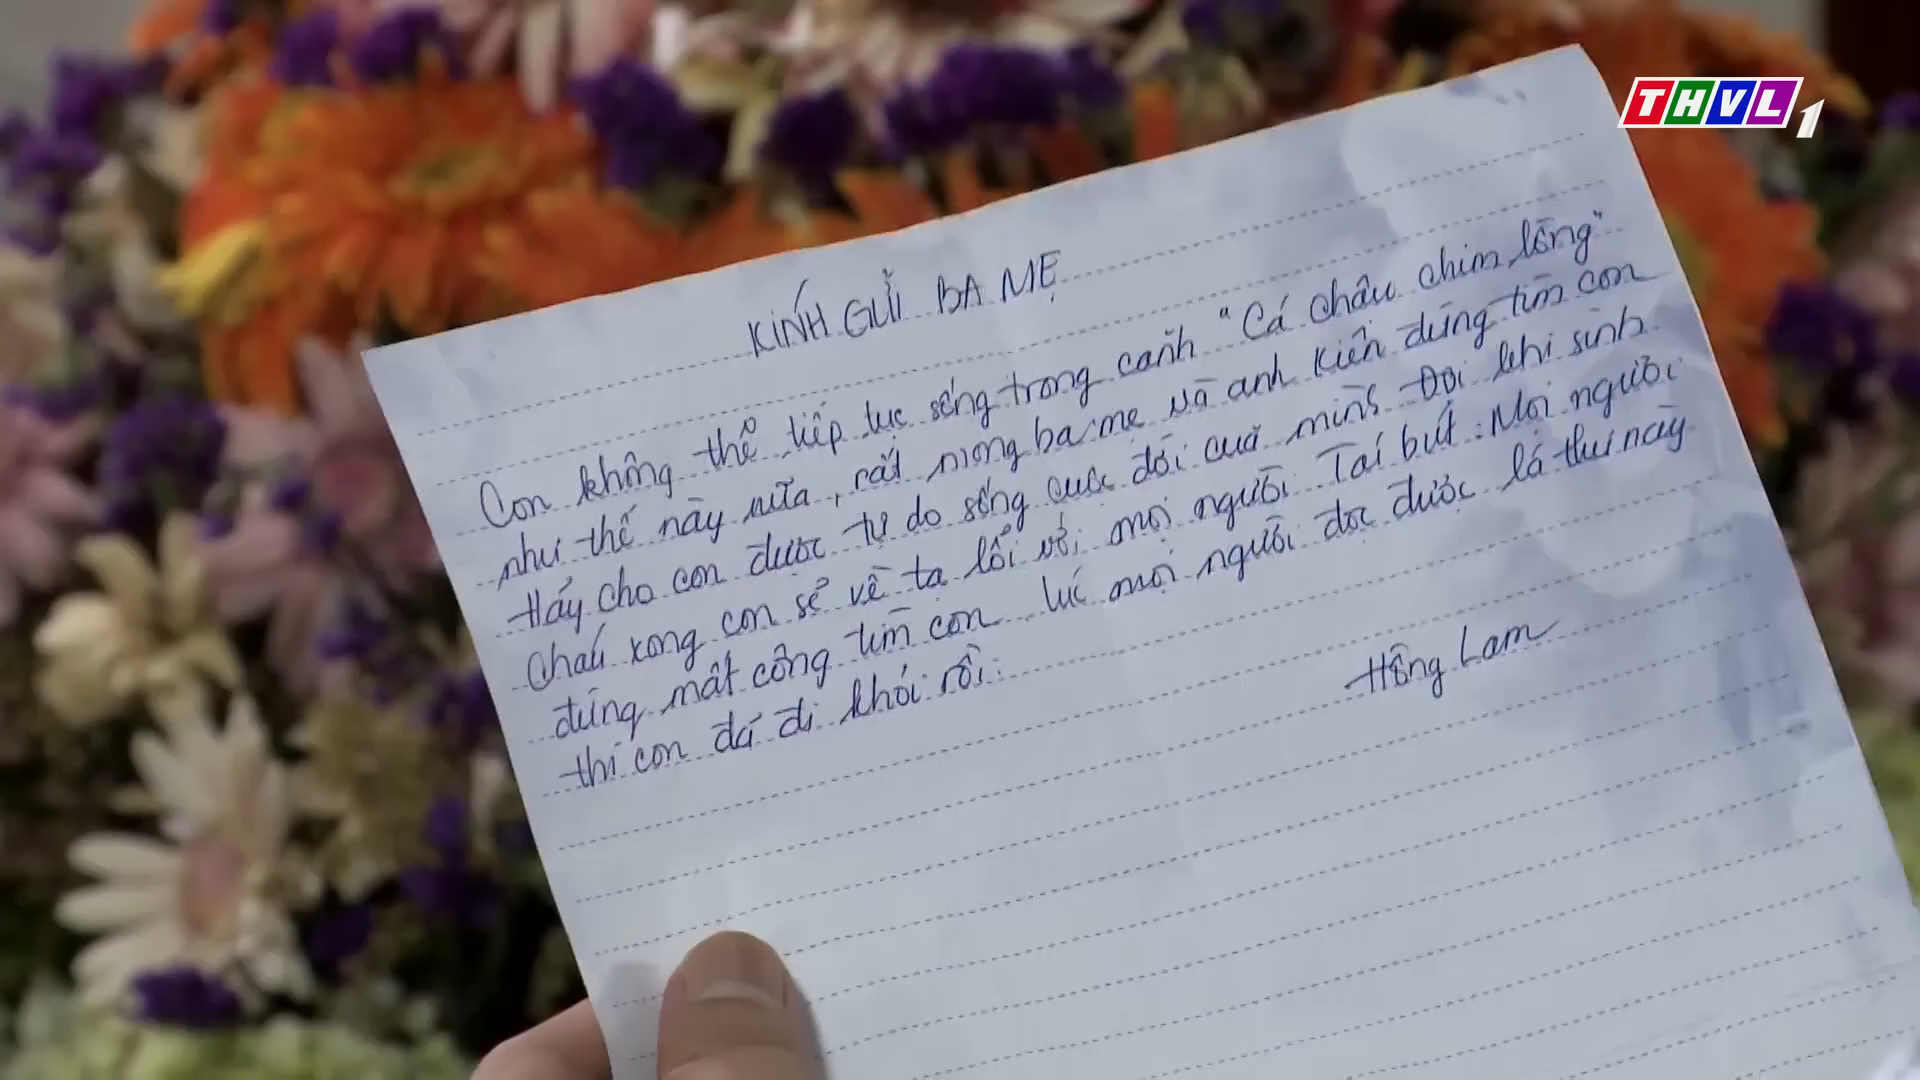 THVL1
KINH GỬI BA MẸ
Con không thể tiếp tục sống trong cảnh "Cá chậu chim lồng"
như thế này nữa, rất mong ba mẹ và anh Kiên đừng tìm con
Hãy cho con được tự do sống cuộc đời của mình. Đợi khi sinh
cháu xong con sẽ về tạ lỗi với mọi người. Tái bút: Mọi người
đừng mất công tìm con lúc mọi người đọc được lá thư này
thì con đã đi khỏi rồi.
Hồng Lam